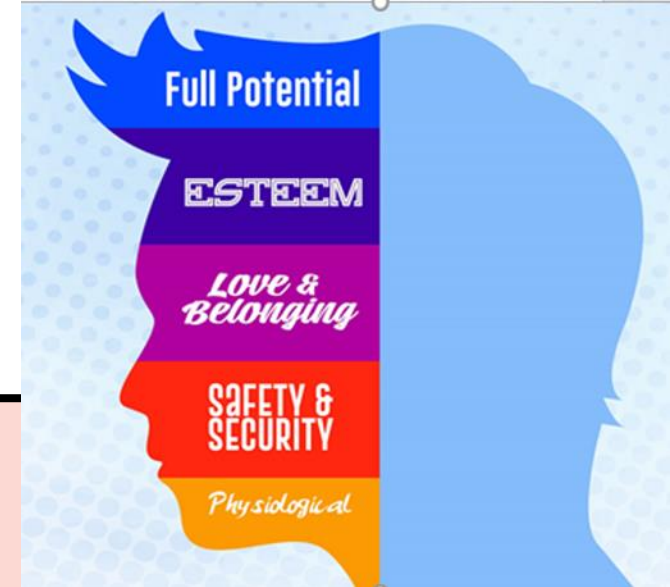 Full Potential
ESTEEM
Love &
Belonging
SaFETY &
SECURITY
Physiological